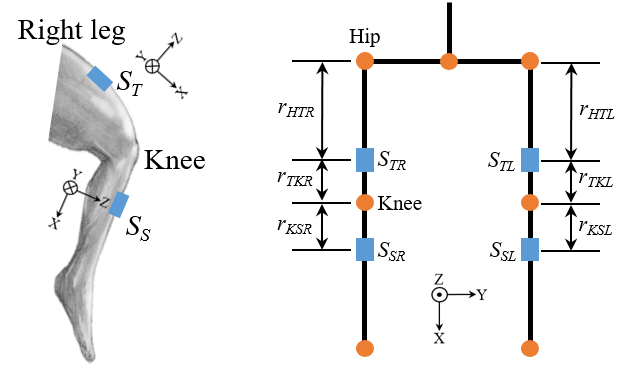 Right leg
S_T
Y
Z
X
Knee
Y
Z
X
S_S
Hip
r_HTR
r_HTL
S_TR
S_TL
r_TKR
r_TKL
Knee
r_KSR
r_KSL
S_SR
S_SL
Z
Y
X